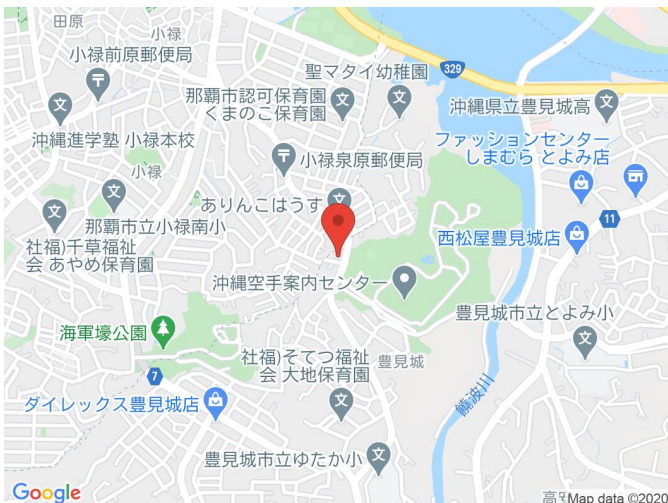 田原
小禄
小禄前原郵便局
329
聖マタイ幼稚園
那覇市認可保育園
くまのこ保育園
沖縄県立豊見城高
沖縄進学塾 小禄本校
ファッションセンター
しまむら とよみ店
小禄泉原郵便局
小禄
ありんこはうす
那覇市立小禄南小
11
社福)千草福祉
会 あやめ保育園
西松屋豊見城店
沖縄空手案内センター
海軍壕公園
豊見城市立とよみ小
社福)そてつ福祉
会 大地保育園
豊見城
7
ダイレックス豊見城店
饒波川
豊見城市立ゆたか小
Google
Map data ©2020